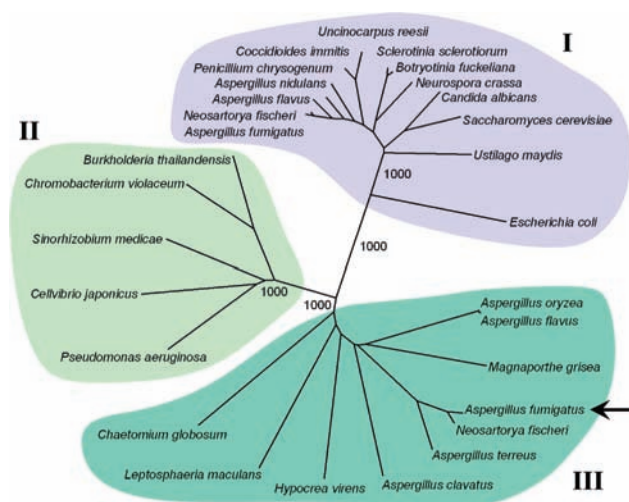 Uncinocarpus reesii
I
Coccidioides immitis
Sclerotinia sclerotiorum
Penicillium chrysogenum
Botryotinia fuckeliana
Aspergillus nidulans
Neurospora crassa
Aspergillus flavus
Candida albicans
Neosartorya fischeri
Saccharomyces cerevisiae
Aspergillus fumigatus
II
Burkholderia thailandensis
Ustilago maydis
1000
Chromobacterium violaceum
Escherichia coli
Sinorhizobium medicae
1000
Cellvibrio japonicus
1000
1000
Aspergillus oryzea
Aspergillus flavus
Pseudomonas aeruginosa
Magnaporthe grisea
Aspergillus fumigatus
Neosartorya fischeri
Chaetomium globosum
Aspergillus terreus
Leptosphaeria maculans
Hypocrea virens
Aspergillus clavatus
III